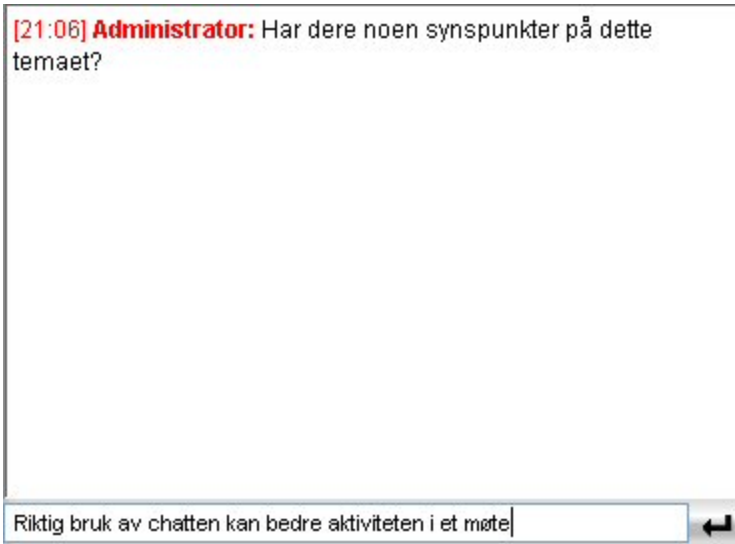 [21:06] Administrator: Har dere noen synspunkter på dette
temaet?
Riktig bruk av chatten kan bedre aktiviteten i et møte